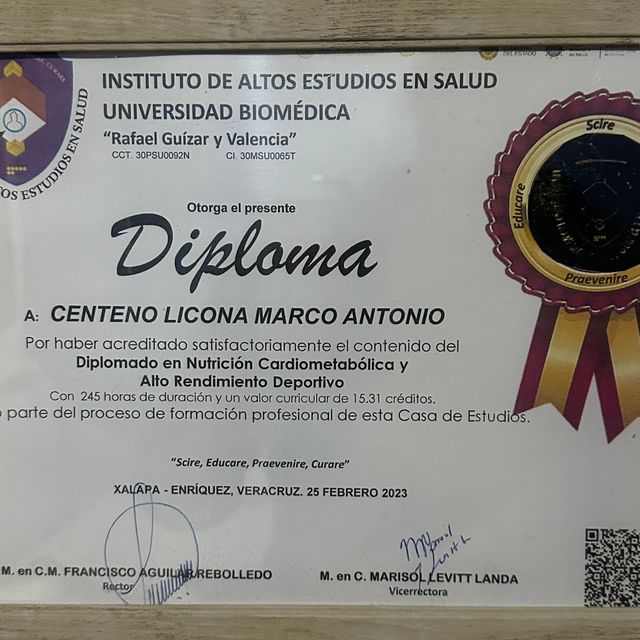 INSTITUTO DE ALTOS ESTUDIOS EN SALUD
UNIVERSIDAD BIOMÉDICA
“Rafael Guízar y Valencia”
CCT. 30PSU0092N CI. 30MSU0065T
OS ESTUDIOS EN SALUD
CURARE
Scire
Educare
Praevenire
Otorga el presente
Diploma
A: CENTENO LICONA MARCO ANTONIO
Por haber acreditado satisfactoriamente el contenido del
Diplomado en Nutrición Cardiometabólica y
Alto Rendimiento Deportivo
Con 245 horas de duración y un valor curricular de 15.31 créditos.
o parte del proceso de formación profesional de esta Casa de Estudios.
“Scire, Educare, Praevenire, Curare”
XALAPA - ENRÍQUEZ, VERACRUZ. 25 FEBRERO 2023
M. en C.M. FRANCISCO AGUILAR REBOLLEDO
Rector
M. en C. MARISOL LEVITT LANDA
Vicerrectora